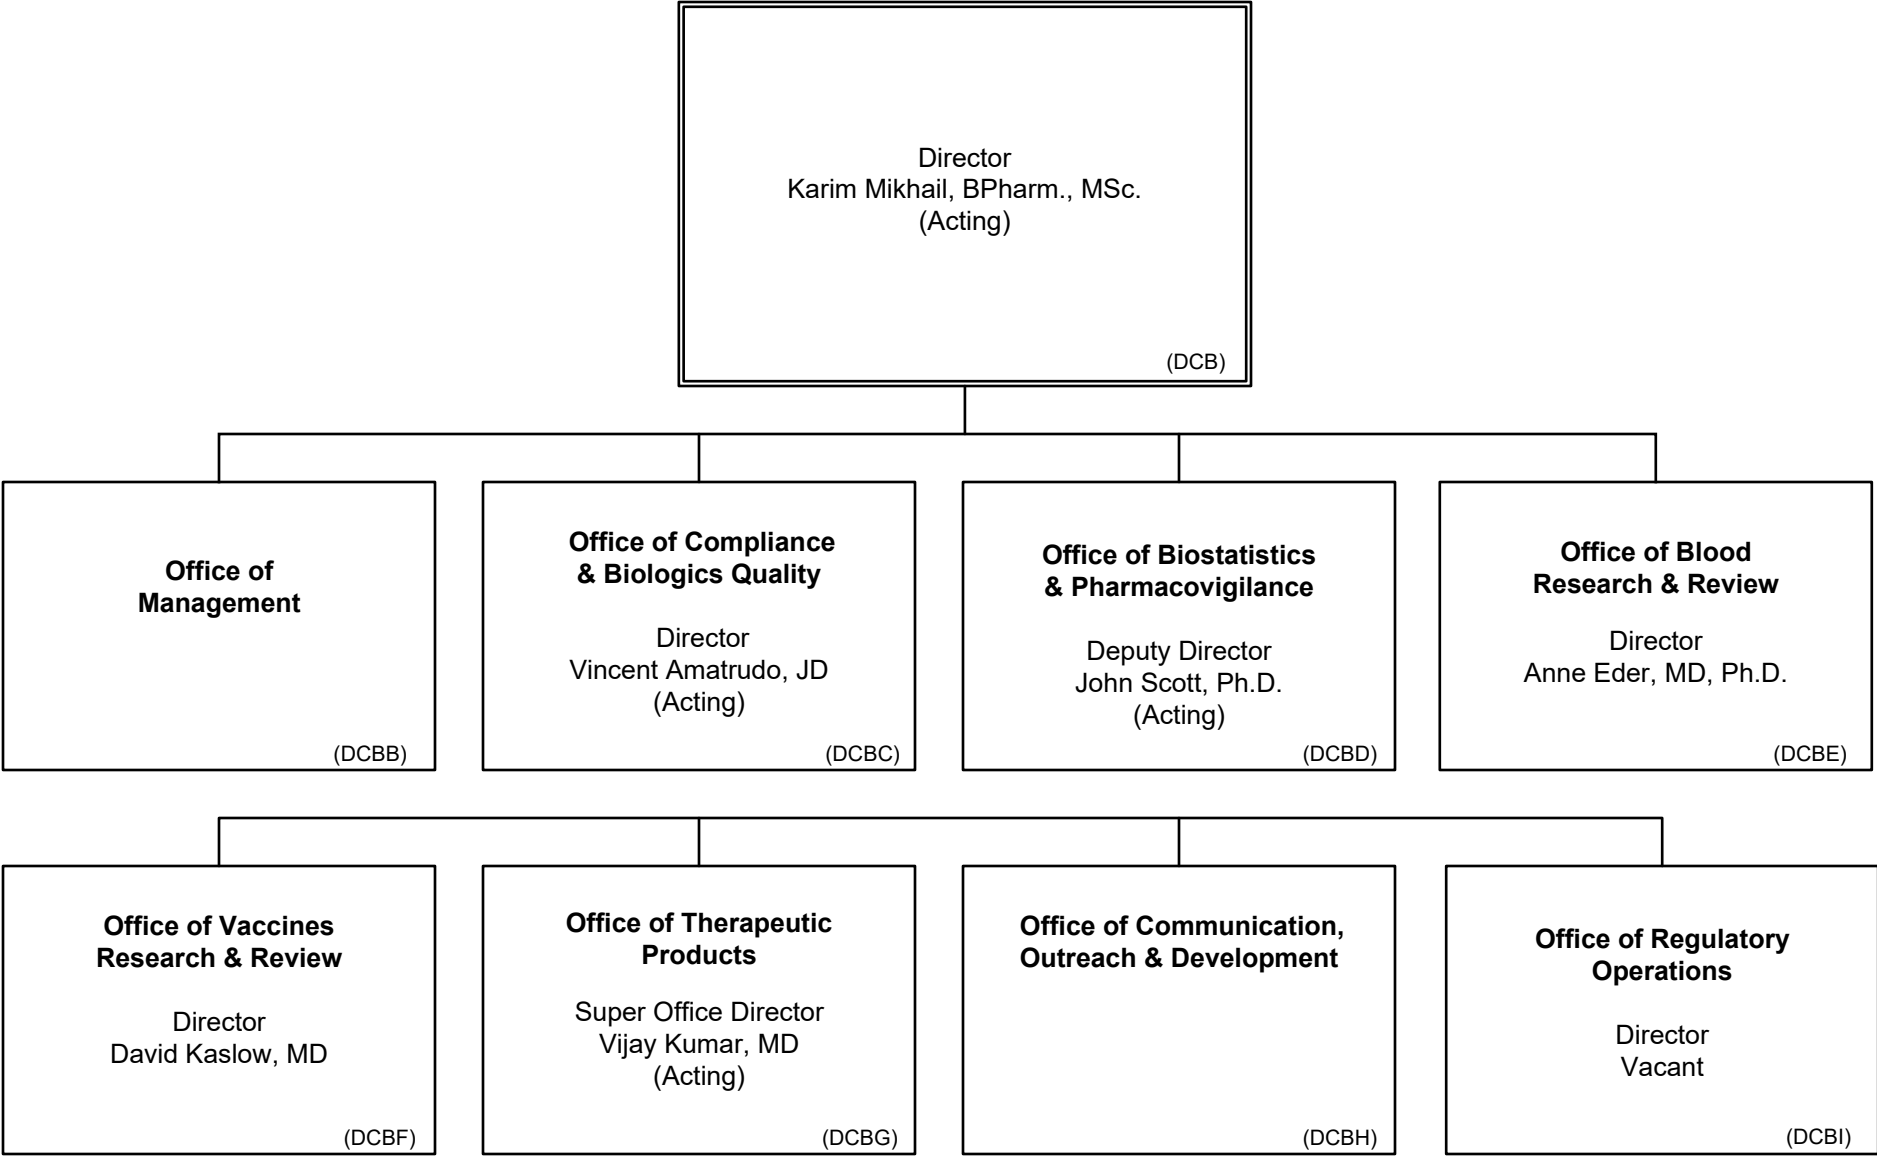 Director
Karim Mikhail, BPharm., MSc.
(Acting)
(DCB)
Office of
Management
(DCBB)
Office of Compliance
& Biologics Quality
Director
Vincent Amatrudo, JD
(Acting)
(DCBC)
Office of Biostatistics
& Pharmacovigilance
Deputy Director
John Scott, Ph.D.
(Acting)
(DCBD)
Office of Blood
Research & Review
Director
Anne Eder, MD, Ph.D.
(DCBE)
Office of Vaccines
Research & Review
Director
David Kaslow, MD
(DCBF)
Office of Therapeutic
Products
Super Office Director
Vijay Kumar, MD
(Acting)
(DCBG)
Office of Communication,
Outreach & Development
(DCBH)
Office of Regulatory
Operations
Director
Vacant
(DCBI)